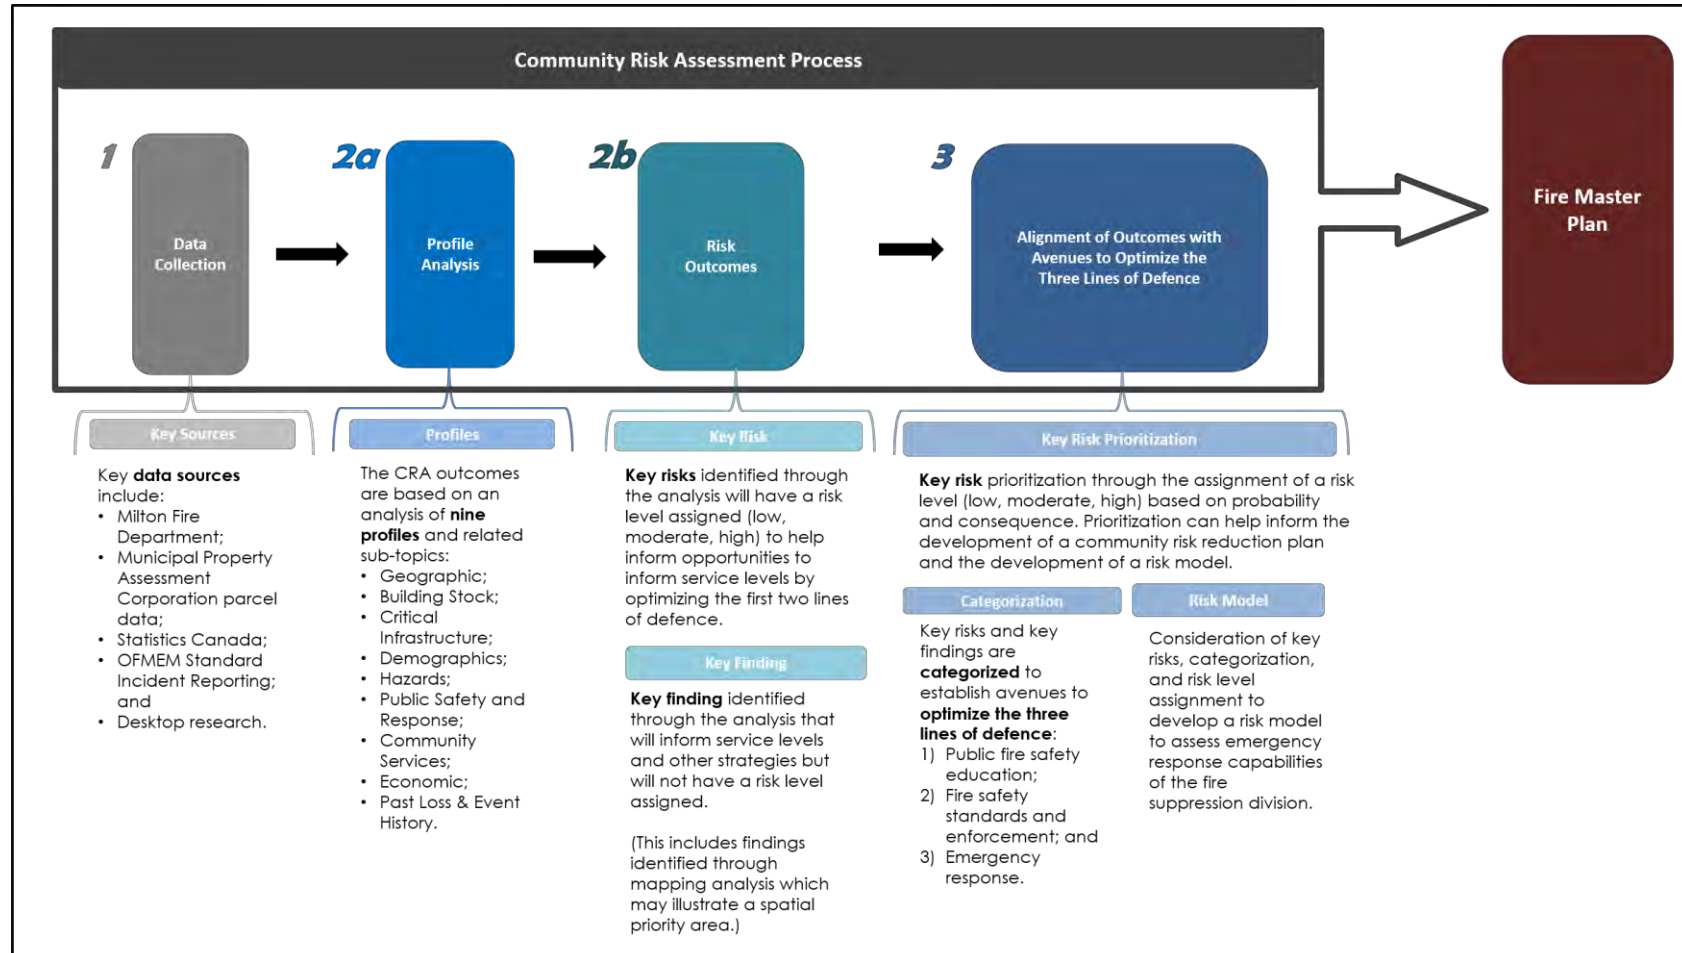 Community Risk Assessment Process
1
Data
Collection
2a
Profile
Analysis
2b
Risk
Outcomes
3
Alignment of Outcomes with
Avenues to Optimize the
Three Lines of Defence
Fire Master
Plan
Key Sources
Key data sources
include:
• Milton Fire
Department;
• Municipal Property
Assessment
Corporation parcel
data;
• Statistics Canada;
• OFMEM Standard
Incident Reporting;
and
• Desktop research.
Profiles
The CRA outcomes
are based on an
analysis of nine
profiles and related
sub-topics:
• Geographic;
• Building Stock;
• Critical
Infrastructure;
• Demographics;
• Hazards;
• Public Safety and
Response;
• Community
Services;
• Economic;
• Past Loss & Event
History.
Key Risk
Key risks identified through
the analysis will have a risk
level assigned (low,
moderate, high) to help
inform opportunities to
inform service levels by
optimizing the first two lines
of defence.
Key Finding
Key finding identified
through the analysis that
will inform service levels
and other strategies but
will not have a risk level
assigned.
(This includes findings
identified through
mapping analysis which
may illustrate a spatial
priority area.)
Key Risk Prioritization
Key risk prioritization through the assignment of a risk
level (low, moderate, high) based on probability
and consequence. Prioritization can help inform the
development of a community risk reduction plan
and the development of a risk model.
Categorization
Key risks and key
findings are
categorized to
establish avenues to
optimize the three
lines of defence:
1) Public fire safety
education;
2) Fire safety
standards and
enforcement; and
3) Emergency
response.
Risk Model
Consideration of key
risks, categorization,
and risk level
assignment to
develop a risk model
to assess emergency
response capabilities
of the fire
suppression division.